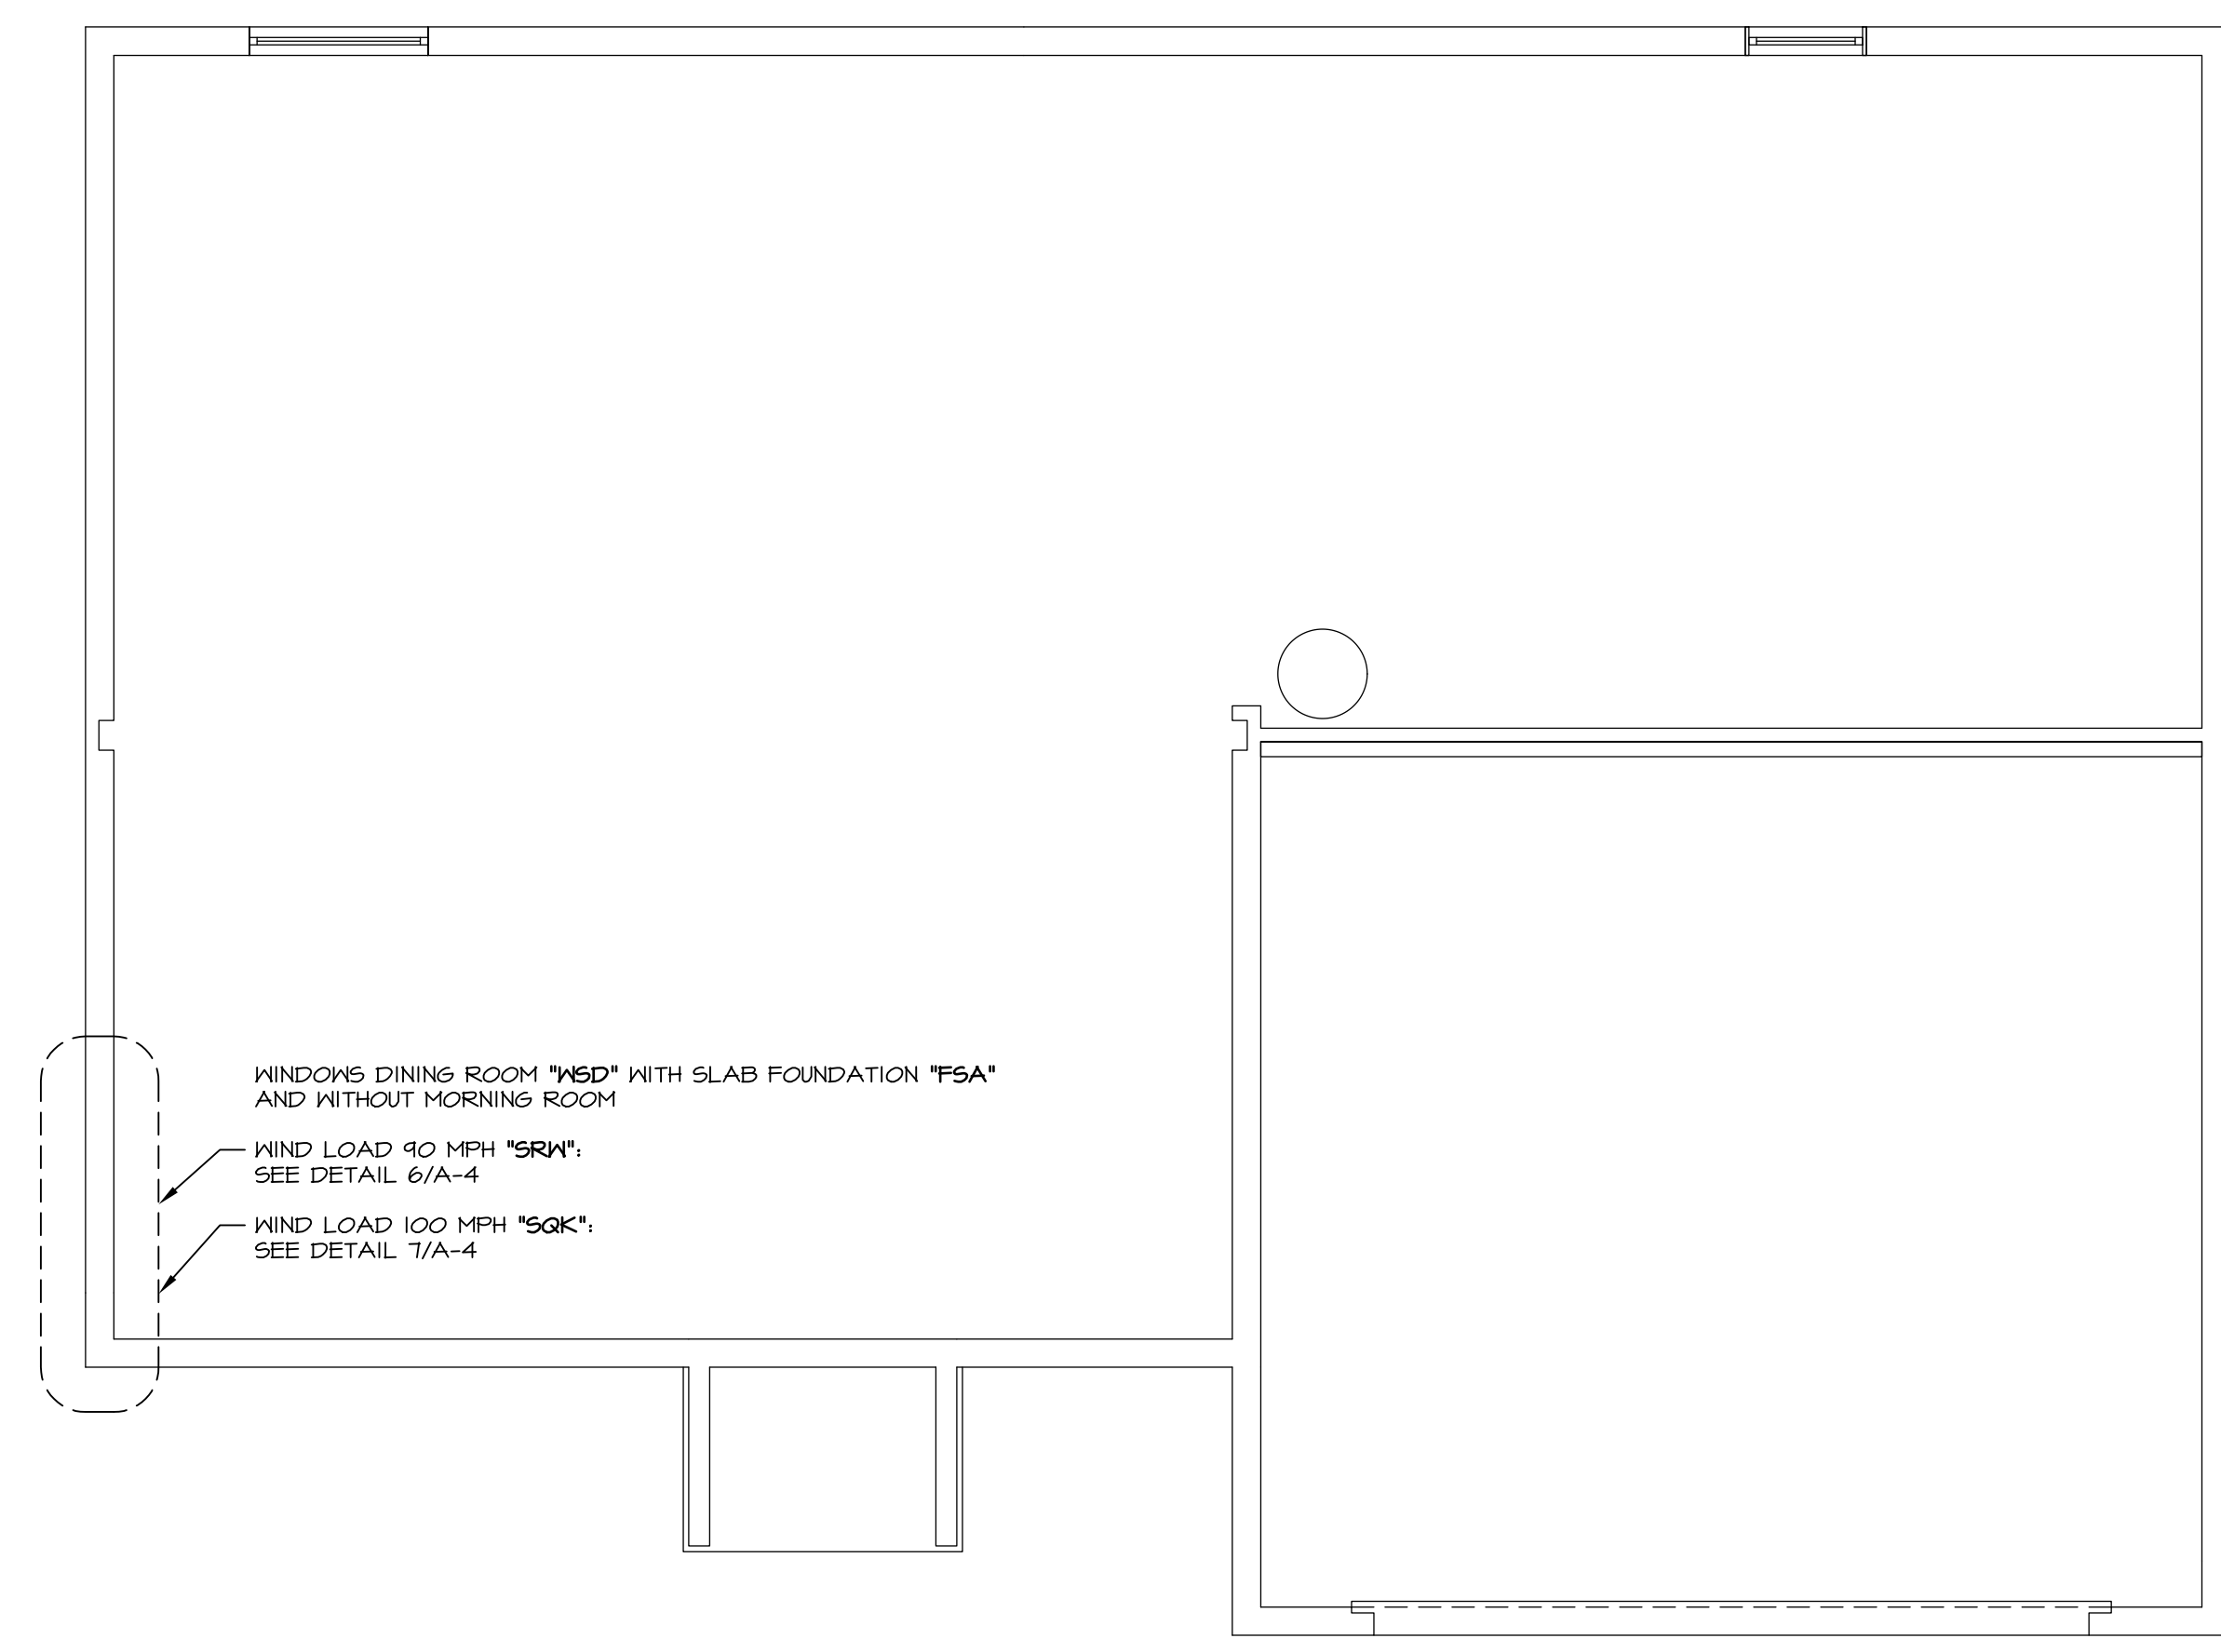 WINDOWS DINING ROOM "WSD" WITH SLAB FOUNDATION "FSA"
AND WITHOUT MORNING ROOM
WIND LOAD 90 MPH "SRW":
SEE DETAIL 6/A-4
WIND LOAD 100 MPH "SQK":
SEE DETAIL 7/A-4